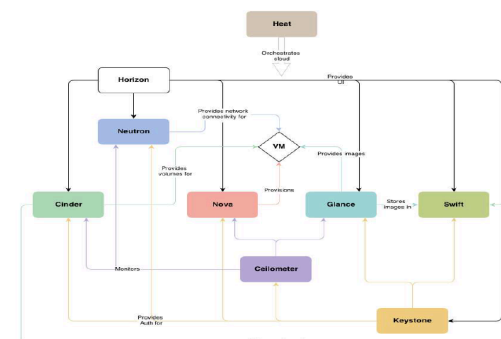 Heat
Orchestrates
cloud
Horizon
Provides
UI
Neutron
Provides network
connectivity for
VM
Provides
volumes for
Provides images
Provisions
Cinder
Nova
Glance
Stores
Images in
Swift
Ceilometer
Monitors
Provides
Auth for
Keystone